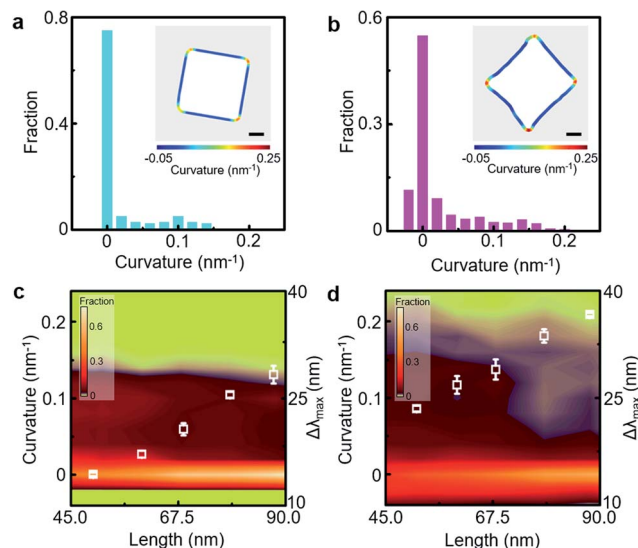 a
0.8
0.4
0
Fraction
-0.05 0.25
Curvature (nm-1)
0 0.1 0.2
Curvature (nm-1)
b
0.6
0.3
0
Fraction
-0.05 0.25
Curvature (nm-1)
0 0.1 0.2
Curvature (nm-1)
c
Fraction
0.6
0.3
0
0.2
0.1
0
Curvature (nm-1)
40
25
10
Δλmax (nm)
45.0 67.5 90.0
Length (nm)
d
Fraction
0.6
0.3
0
0.2
0.1
0
Curvature (nm-1)
40
25
10
Δλmax (nm)
45.0 67.5 90.0
Length (nm)